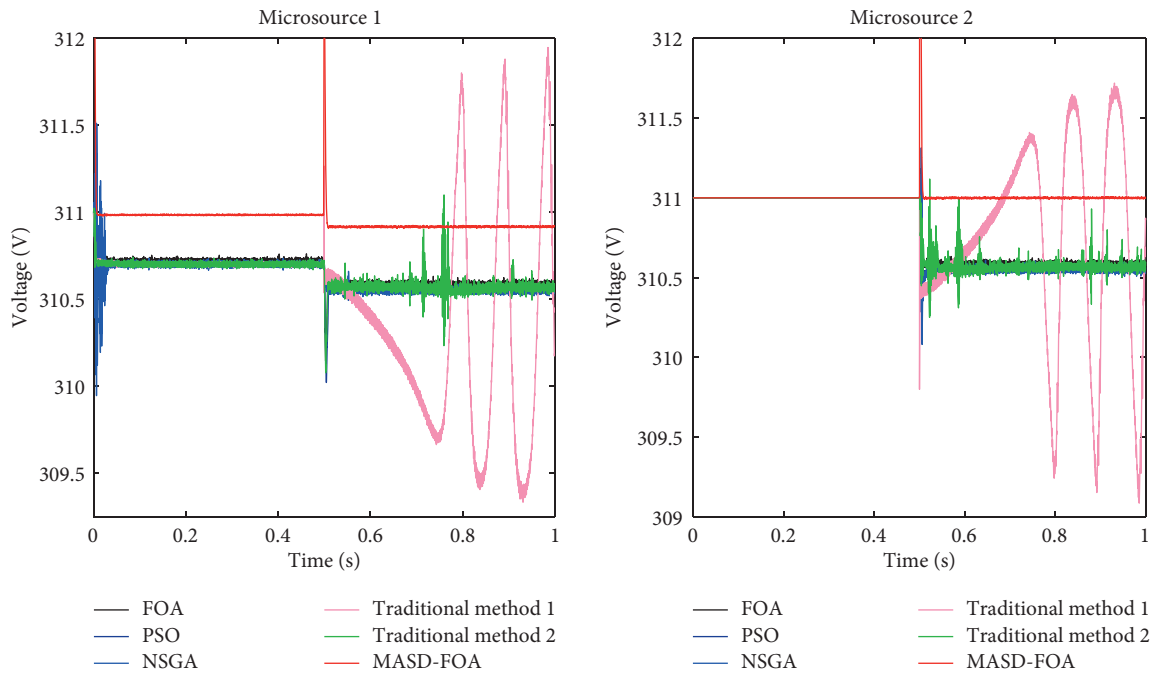 Microsource 1
312
311.5
311
310.5
310
309.5
Voltage (V)
0 0.2 0.4 0.6 0.8 1
Time (s)
FOA
PSO
NSGA
Traditional method 1
Traditional method 2
MASD-FOA
Microsource 2
312
311.5
311
310.5
310
309.5
309
Voltage (V)
0 0.2 0.4 0.6 0.8 1
Time (s)
FOA
PSO
NSGA
Traditional method 1
Traditional method 2
MASD-FOA